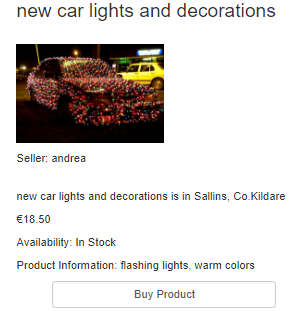 new car lights and decorations
Seller: andrea
new car lights and decorations is in Sallins, Co.Kildare
€18.50
Availability: In Stock
Product Information: flashing lights, warm colors
Buy Product